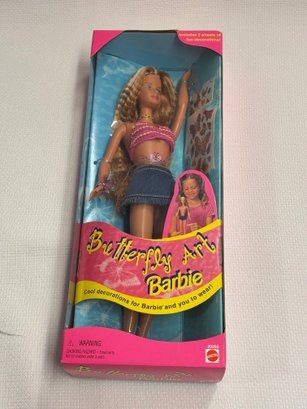 Includes 2 sheets of
fun decorations!
Butterfly Art
Barbie
Cool decorations for Barbie and you to wear!
WARNING
MATTEL